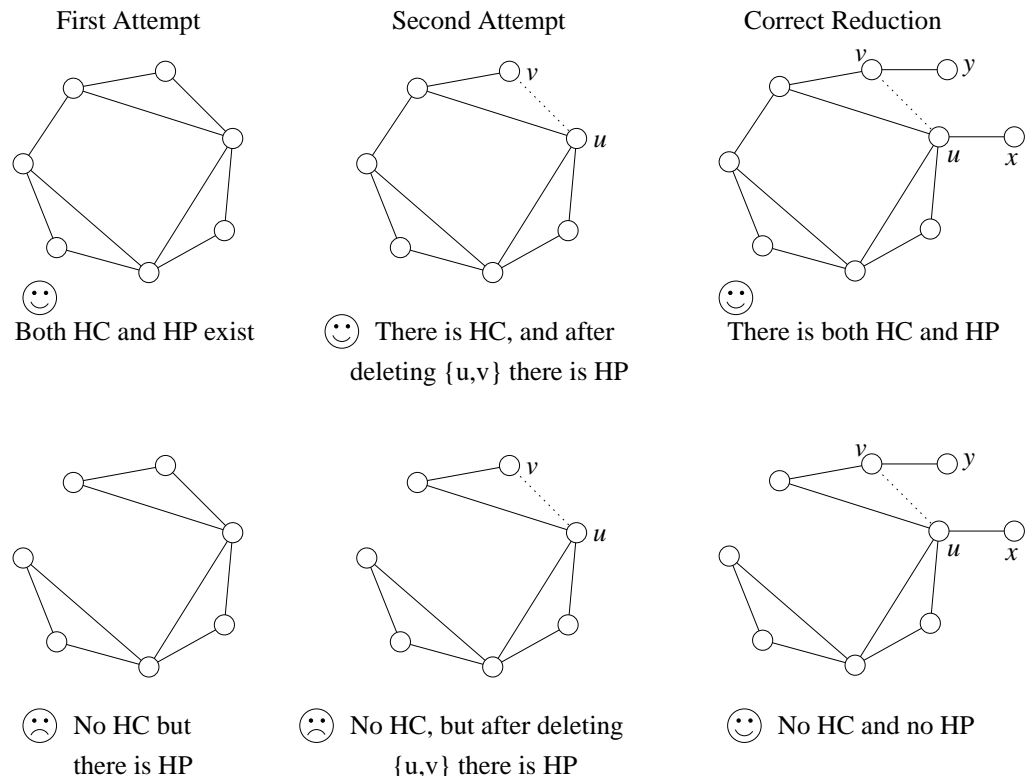 First Attempt
Second Attempt
Correct Reduction
v
u
v
y
u
x
Both HC and HP exist
There is HC, and after
deleting {u,v} there is HP
There is both HC and HP
v
u
v
y
u
x
No HC but
there is HP
No HC, but after deleting
{u,v} there is HP
No HC and no HP